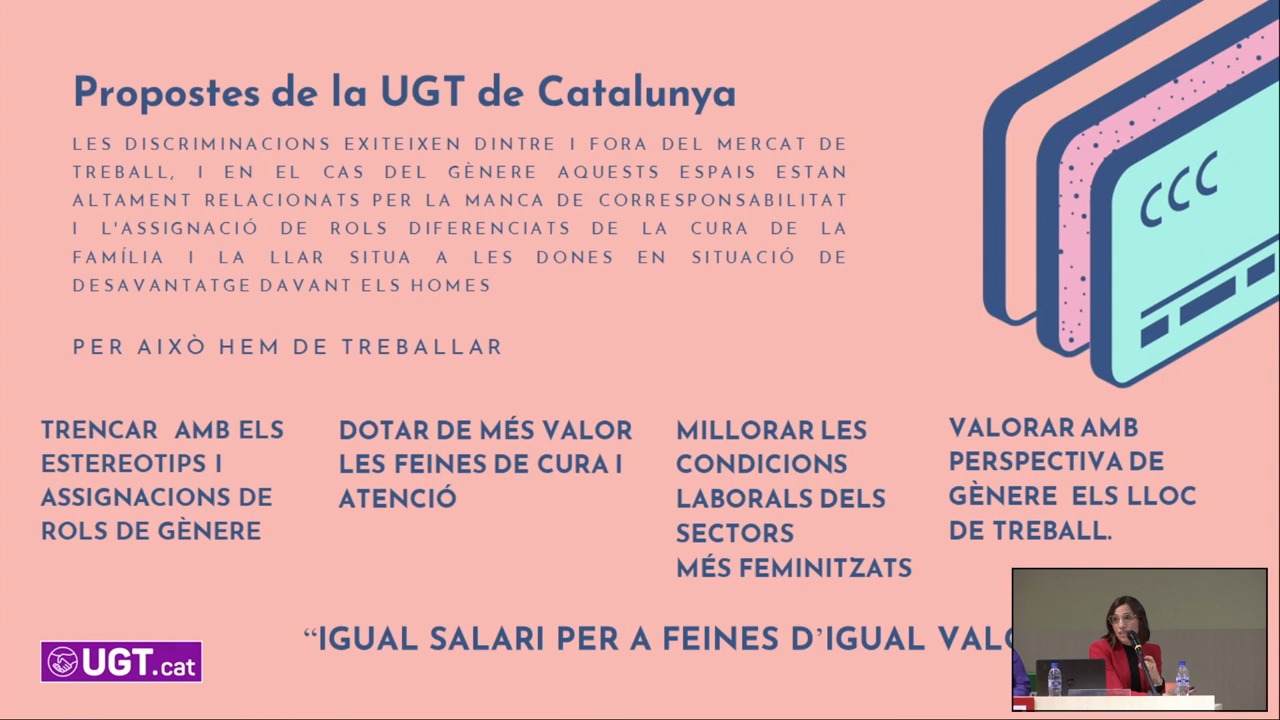 Propostes de la UGT de Catalunya
LES DISCRIMINACIONS EXITEIXEN DINTRE I FORA DEL MERCAT DE
TREBALL, I EN EL CAS DEL GÈNERE AQUESTS ESPAIS ESTAN
ALTAMENT RELACIONATS PER LA MANCA DE CORRESPONSABILITAT
I L'ASSIGNACIÓ DE ROLS DIFERENCIATS DE LA CURA DE LA
FAMÍLIA I LA LLAR SITUA A LES DONES EN SITUACIÓ DE
DESAVANTATGE DAVANT ELS HOMES
PER AIXÒ HEM DE TREBALLAR
TRENCAR AMB ELS
ESTEREOTIPS I
ASSIGNACIONS DE
ROLS DE GÈNERE
DOTAR DE MÉS VALOR
LES FEINES DE CURA I
ATENCIÓ
MILLORAR LES
CONDICIONS
LABORALS DELS
SECTORS
MÉS FEMINITZATS
VALORAR AMB
PERSPECTIVA DE
GÈNERE ELS LLOC
DE TREBALL.
“IGUAL SALARI PER A FEINES D’IGUAL
UGT.cat
CCC